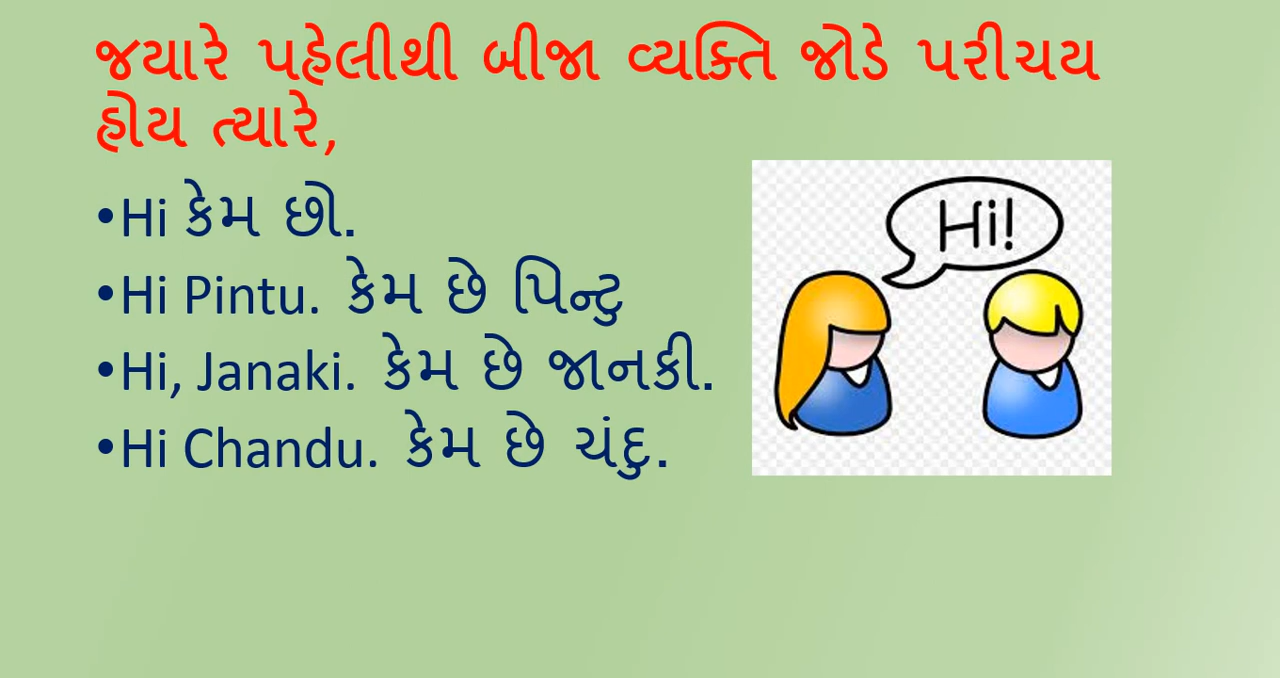 જયારે પહેલીથી બીજા વ્યક્તિ જોડે પરીચય
હોય ત્યારે,
•Hi કેમ છો.
•Hi Pintu. કેમ છે પિન્ટુ
•Hi, Janaki. કેમ છે જાનકી.
•Hi Chandu. કેમ છે ચંદુ.
Hi!